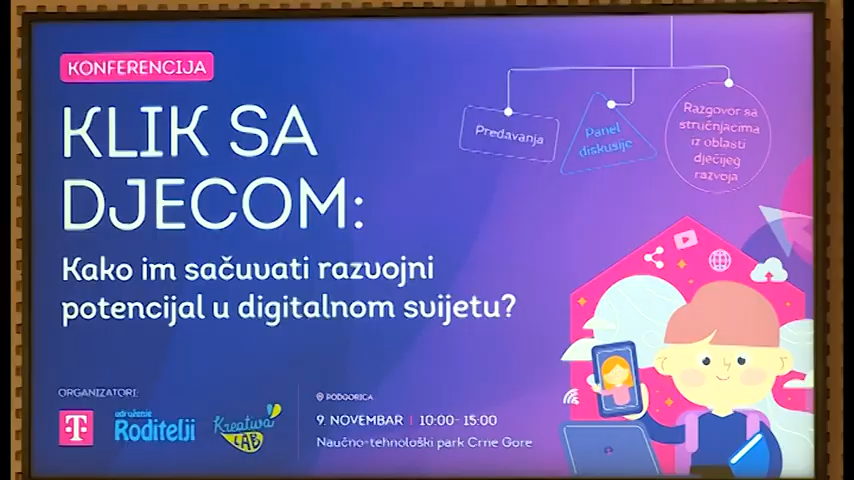 KONFERENCIJA
KLIK SA
DJECOM:
Kako im sačuvati razvojni
potencijal u digitalnom svijetu?
Predavanja
Panel
diskusije
Razgovor sa
stručnjacima
iz oblasti
dječijeg
razvoja
ORGANIZATORI:
T
udruženje
Roditelji
Kreativa
LAB
PODGORICA
9. NOVEMBAR | 10:00- 15:00
Naučno-tehnološki park Crne Gore